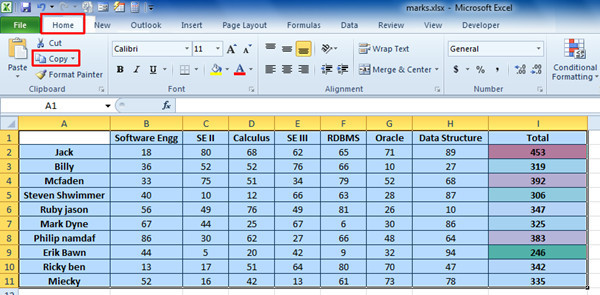 marks.xlsx - Microsoft Excel
File Home New Outlook Page Layout Formulas Data Review View Developer
Cut
Copy
Format Painter
Paste
Clipboard
Calibri 11 A A
B I U A
Font
Wrap Text
Merge & Center
Alignment
General
$ % , .0 .00 .00 .0
Number
Conditional Formatting
A1 fx
A B C D E F G H I
1 Software Engg SE II Calculus SE III RDBMS Oracle Data Structure Total
2 Jack 18 80 68 62 65 71 89 453
3 Billy 36 52 52 76 66 10 27 319
4 Mcfaden 33 75 51 34 79 52 68 392
5 Steven Shwimmer 40 10 12 66 63 28 87 306
6 Ruby jason 56 49 76 49 81 26 10 347
7 Mark Dyne 67 44 25 67 6 30 86 325
8 Philip namdaf 86 30 62 27 66 48 64 383
9 Erik Bawn 44 5 20 42 9 32 94 246
10 Ricky ben 13 17 51 64 80 70 47 342
11 Miecky 52 16 42 13 61 73 78 335